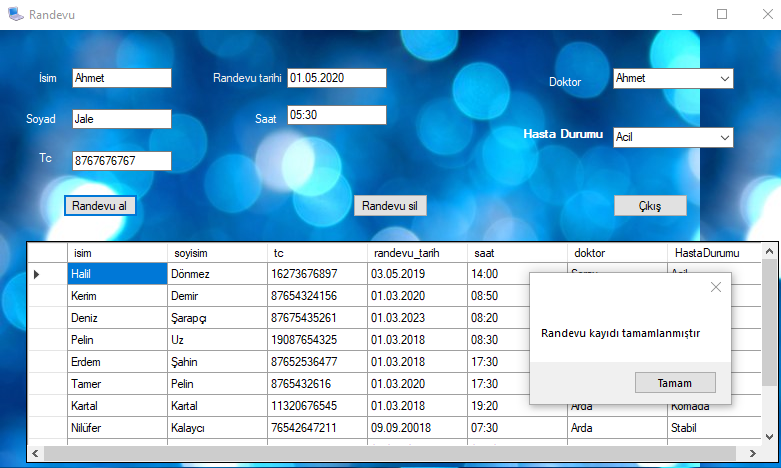 Randevu
İsim Ahmet Randevu tarihi 01.05.2020 Doktor Ahmet
Soyad Jale Saat 05:30 Hasta Durumu Acil
Tc 8767676767
Randevu al Randevu sil Çıkış
isim soyisim tc randevu_tarih saat doktor HastaDurumu
Halil Dönmez 16273676897 03.05.2019 14:00
Kerim Demir 87654324156 01.03.2020 08:50
Deniz Şarapçı 87675435261 01.03.2023 08:20
Pelin Uz 19087654325 01.03.2018 08:30
Erdem Şahin 87652536477 01.03.2018 17:30
Tamer Pelin 8765432616 01.03.2020 17:30
Kartal Kartal 11320676545 01.03.2018 19:20 Arda Komada
Nilüfer Kalaycı 76542647211 09.09.20018 07:30 Arda Stabil
Randevu kayıdı tamamlanmıştır
Tamam